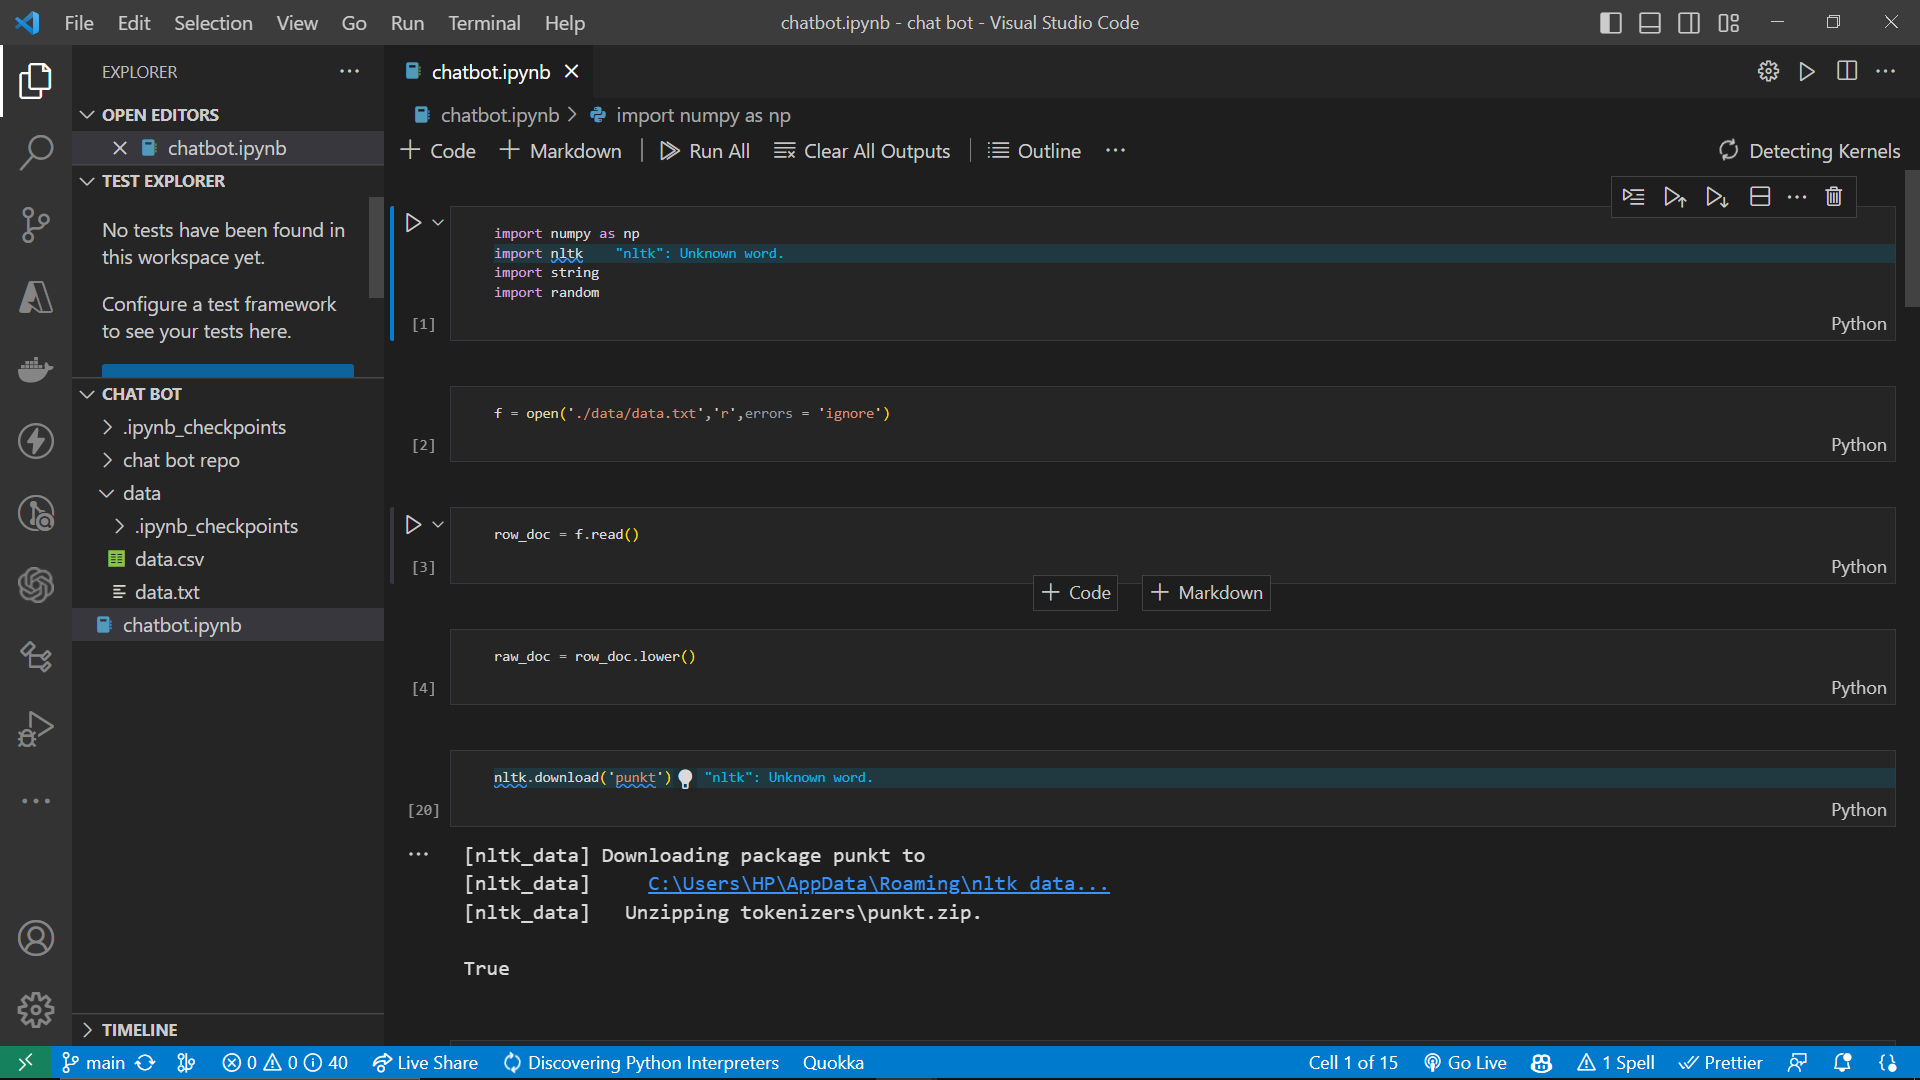 File Edit Selection View Go Run Terminal Help
chatbot.ipynb - chat bot - Visual Studio Code
EXPLORER
OPEN EDITORS
chatbot.ipynb
TEST EXPLORER
No tests have been found in
this workspace yet.
Configure a test framework
to see your tests here.
CHAT BOT
.ipynb_checkpoints
chat bot repo
data
.ipynb_checkpoints
data.csv
data.txt
chatbot.ipynb
TIMELINE
chatbot.ipynb
chatbot.ipynb > import numpy as np
+ Code + Markdown | Run All Clear All Outputs | Outline ...
Detecting Kernels
import numpy as np
import nltk "nltk": Unknown word.
import string
import random
[1]
Python
f = open('./data/data.txt','r',errors = 'ignore')
[2]
Python
row_doc = f.read()
[3]
Python
+ Code + Markdown
raw_doc = row_doc.lower()
[4]
Python
nltk.download('punkt') "nltk": Unknown word.
[20]
Python
[nltk_data] Downloading package punkt to
[nltk_data]     C:\Users\HP\AppData\Roaming\nltk_data...
[nltk_data]   Unzipping tokenizers\punkt.zip.
True
main 0 0 40 Live Share Discovering Python Interpreters Quokka
Cell 1 of 15 Go Live 1 Spell Prettier